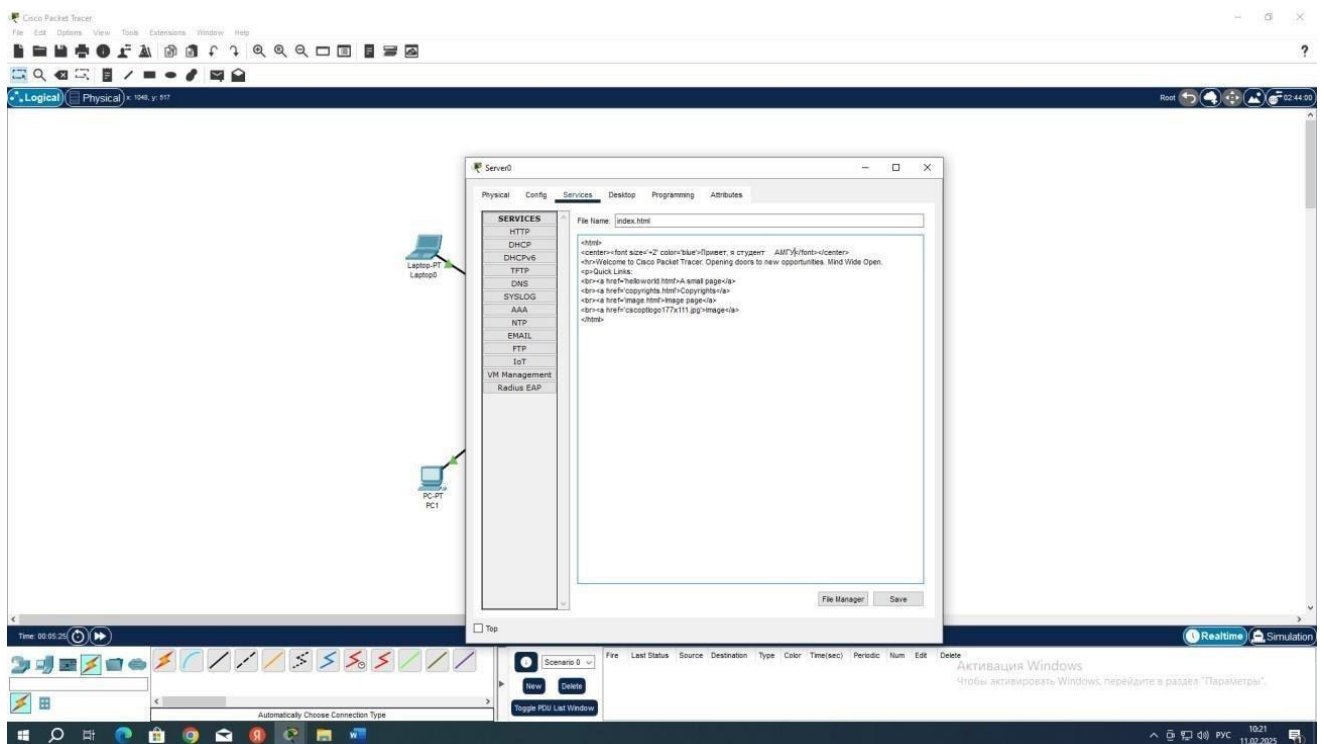 Cisco Packet Tracer
File Edit Options View Tools Extensions Window Help
?
Logical Physical x: 1048, y: 517 Root 02:44:00
Server0
Physical Config Services Desktop Programming Attributes
SERVICES
HTTP
DHCP
DHCPv6
TFTP
DNS
SYSLOG
AAA
NTP
EMAIL
FTP
IoT
VM Management
Radius EAP
File Name: index.html
<html>
<center><font size='+2' color='blue'>Привет, я студент АМГУ</font></center>
<hr>Welcome to Cisco Packet Tracer. Opening doors to new opportunities. Mind Wide Open.
<p>Quick Links:
<br><a href='helloworld.html'>A small page</a>
<br><a href='copyrights.html'>Copyrights</a>
<br><a href='image.html'>Image page</a>
<br><a href='cscoptlogo177x111.jpg'>Image</a>
</html>
File Manager Save
Top
Laptop-PT
Laptop0
PC-PT
PC1
Time: 00:05:25 Realtime Simulation
Scenario 0
New Delete
Toggle PDU List Window
Fire Last Status Source Destination Type Color Time(sec) Periodic Num Edit Delete
Automatically Choose Connection Type
Активация Windows
Чтобы активировать Windows, перейдите в раздел "Параметры".
РУС 10:21
11.02.2025